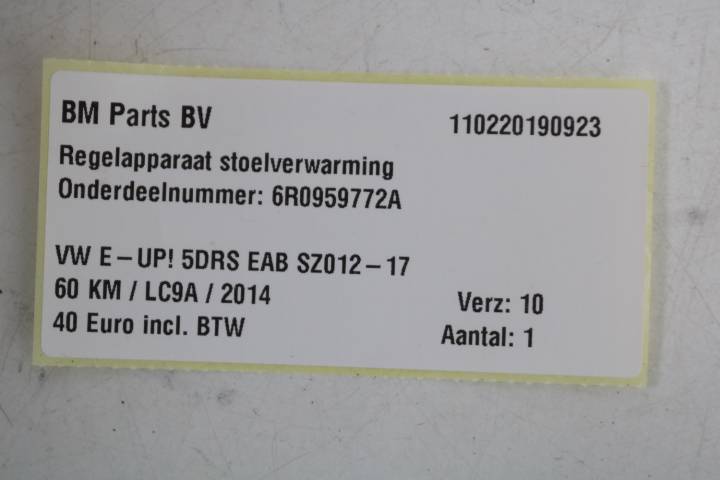 BM Parts BV 110220190923
Regelapparaat stoelverwarming
Onderdeelnummer: 6R0959772A
VW E-UP! 5DRS EAB SZ012-17
60 KM / LC9A / 2014 Verz: 10
40 Euro incl. BTW Aantal: 1